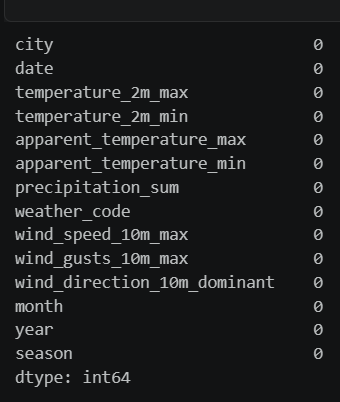 city 0
date 0
temperature_2m_max 0
temperature_2m_min 0
apparent_temperature_max 0
apparent_temperature_min 0
precipitation_sum 0
weather_code 0
wind_speed_10m_max 0
wind_gusts_10m_max 0
wind_direction_10m_dominant 0
month 0
year 0
season 0
dtype: int64